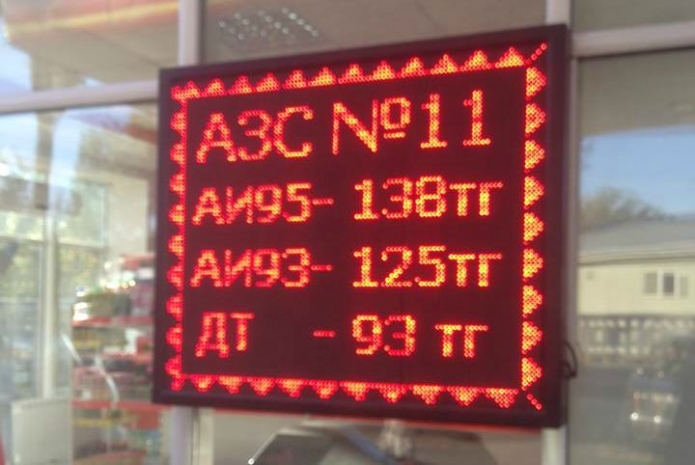 АЗС №11
АИ95- 138тг
АИ93- 125тг
ДТ - 93 тг